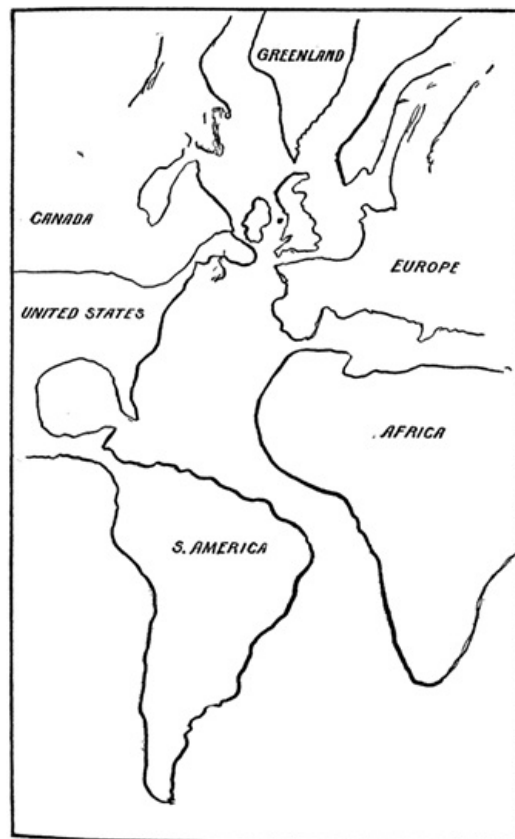 GREENLAND
CANADA
EUROPE
UNITED STATES
AFRICA
S. AMERICA